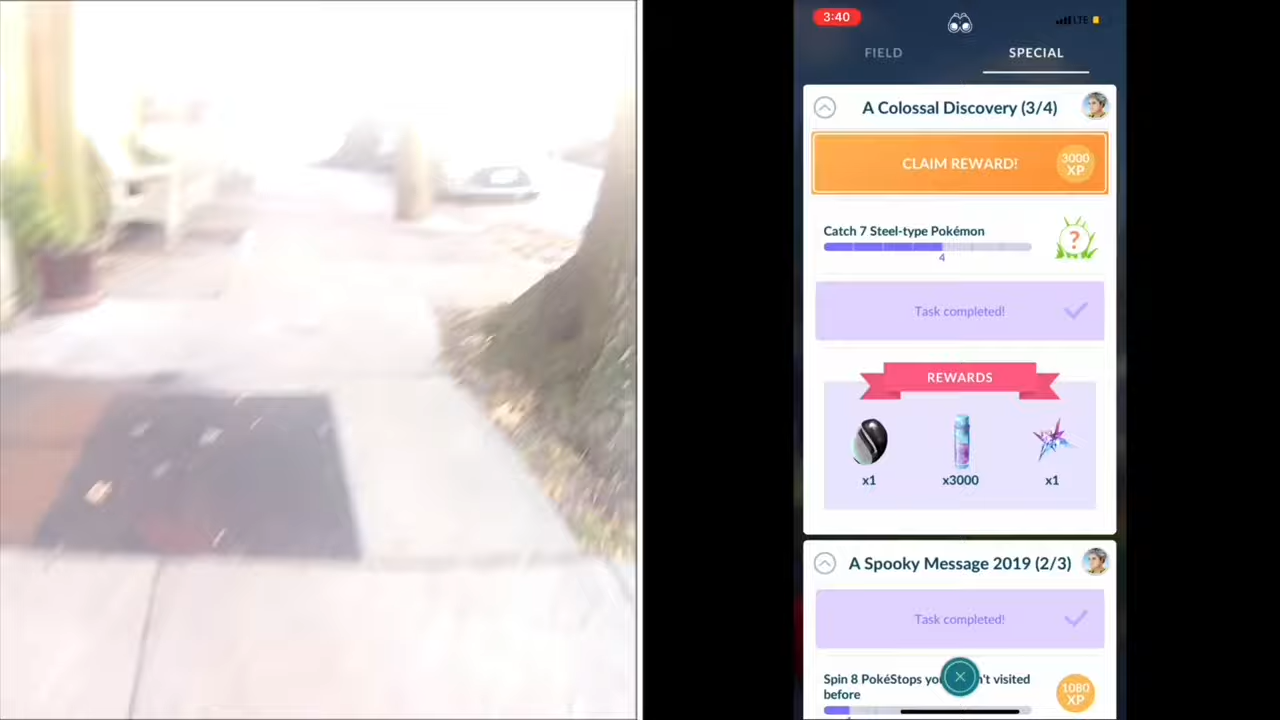 3:40
LTE
FIELD
SPECIAL
A Colossal Discovery (3/4)
CLAIM REWARD!
3000
XP
Catch 7 Steel-type Pokémon
?
4
Task completed!
REWARDS
x1
x3000
x1
A Spooky Message 2019 (2/3)
Task completed!
Spin 8 PokéStops yo 't visited
before
1080
XP